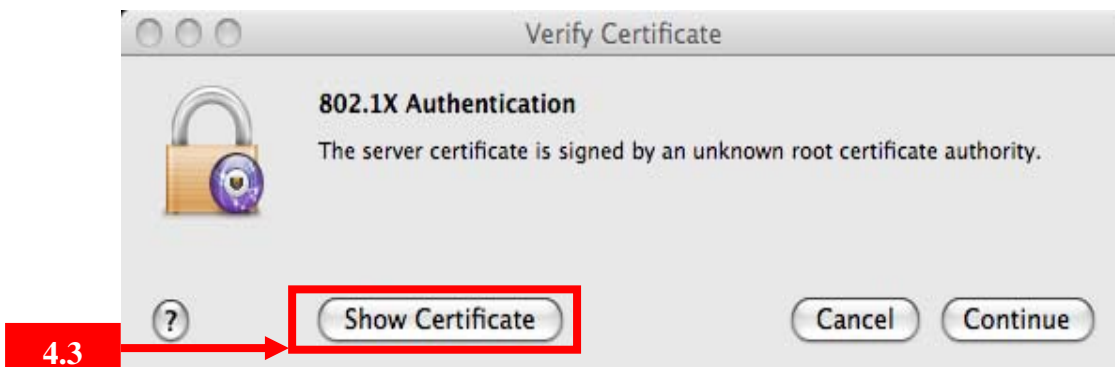 Verify Certificate
802.1X Authentication
The server certificate is signed by an unknown root certificate authority.
?
Show Certificate
Cancel
Continue
4.3